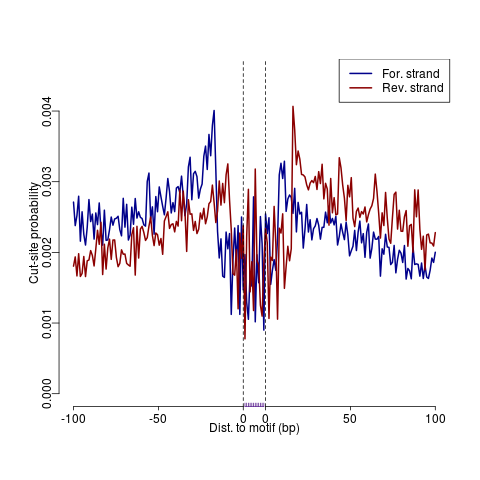 For. strand
Rev. strand
Cut-site probability
0.004
0.003
0.002
0.001
0.000
-100 -50 0 0 50 100
Dist. to motif (bp)